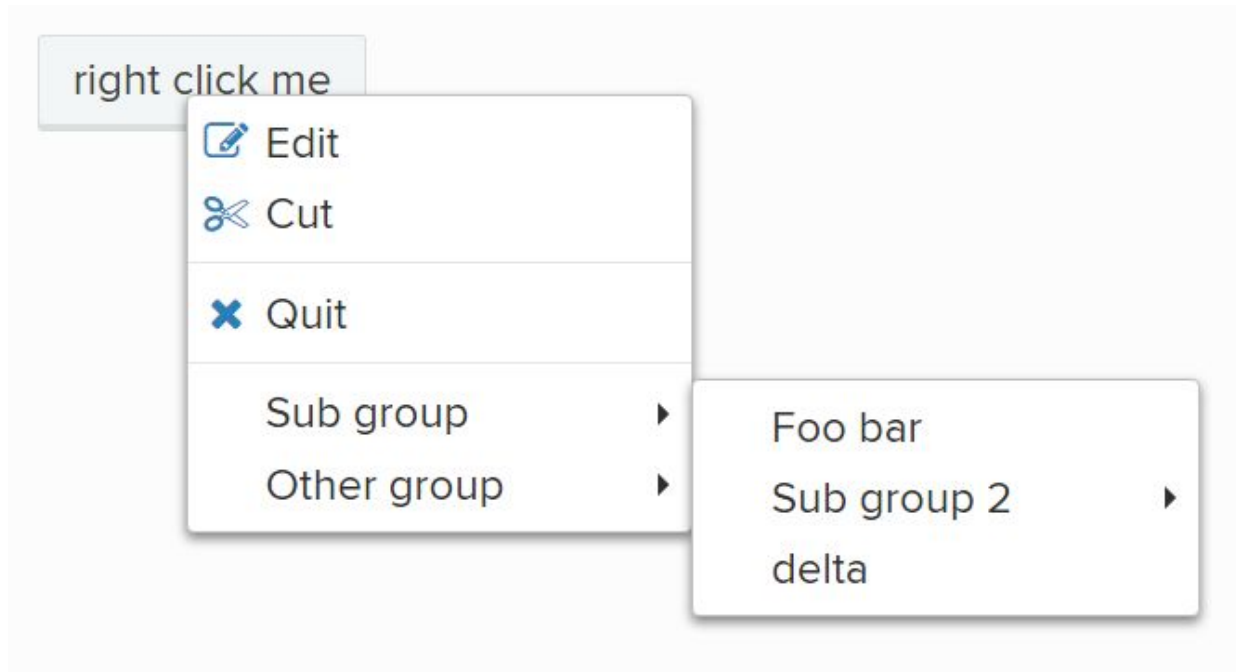 right click me
Edit
Cut
Quit
Sub group
Other group
Foo bar
Sub group 2
delta